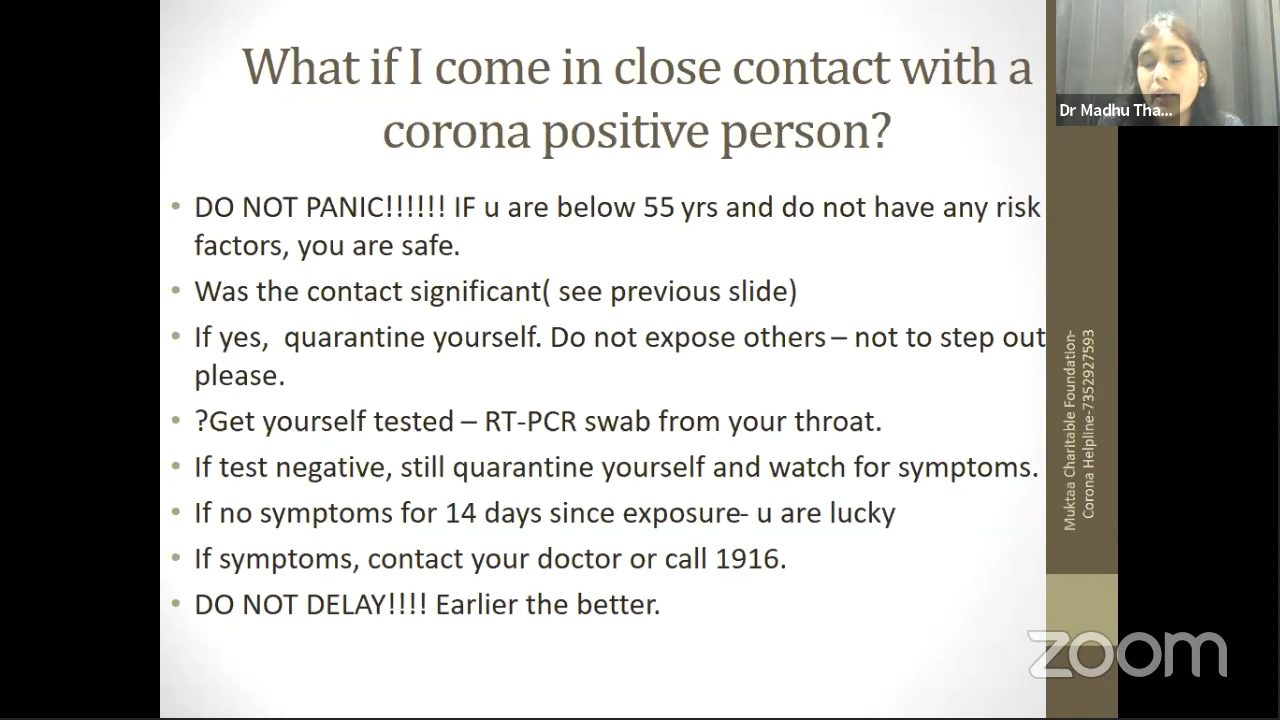 What if I come in close contact with a
corona positive person?
• DO NOT PANIC!!!!!! IF u are below 55 yrs and do not have any risk
factors, you are safe.
• Was the contact significant( see previous slide)
• If yes,  quarantine yourself. Do not expose others – not to step out
please.
• ?Get yourself tested – RT-PCR swab from your throat.
• If test negative, still quarantine yourself and watch for symptoms.
• If no symptoms for 14 days since exposure- u are lucky
• If symptoms, contact your doctor or call 1916.
• DO NOT DELAY!!!! Earlier the better.
Dr Madhu Tha...
Muktaa Charitable Foundation-
Corona Helpline-7352927593
zoom